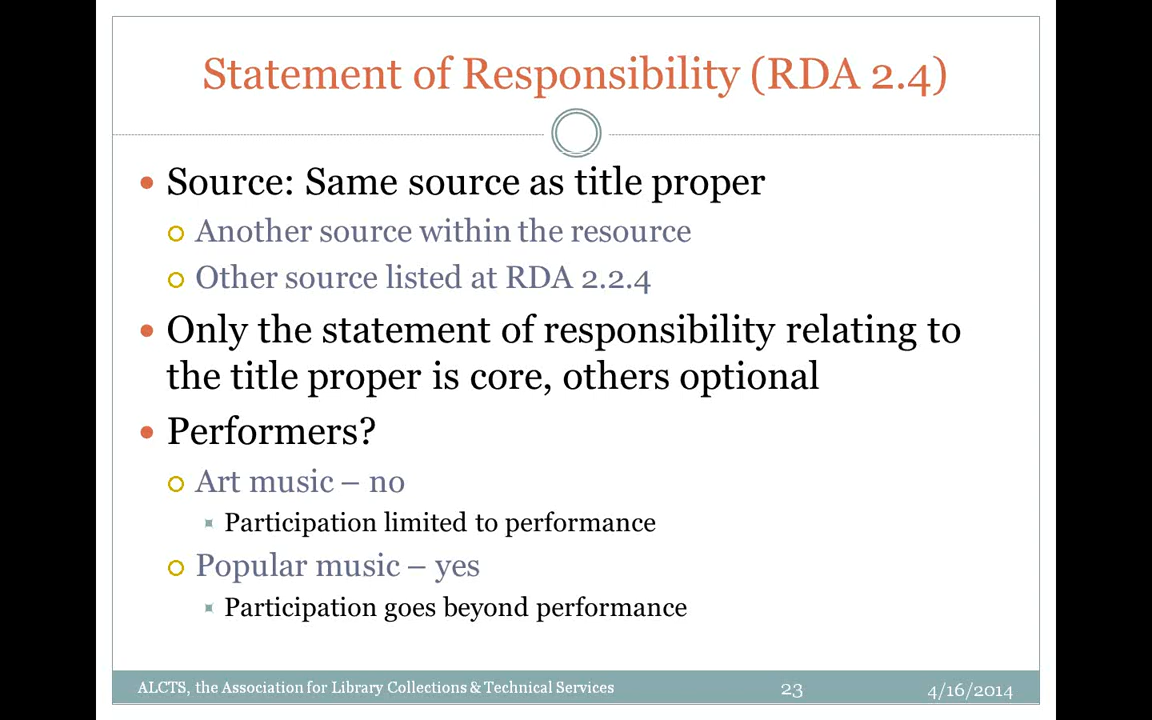 Statement of Responsibility (RDA 2.4)
Source: Same source as title proper
Another source within the resource
Other source listed at RDA 2.2.4
Only the statement of responsibility relating to
the title proper is core, others optional
Performers?
Art music – no
Participation limited to performance
Popular music – yes
Participation goes beyond performance
ALCTS, the Association for Library Collections & Technical Services 23 4/16/2014